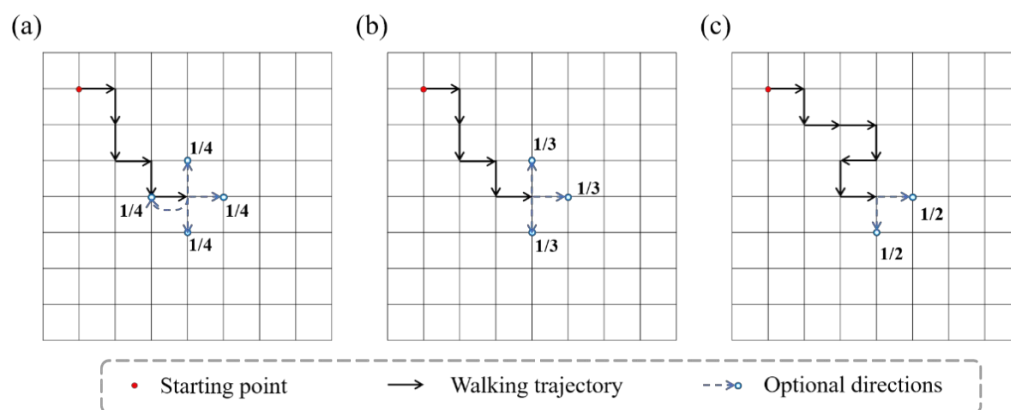 (a)
(b)
(c)
1/4
1/4
1/4
1/4
1/3
1/3
1/3
1/2
1/2
Starting point
Walking trajectory
Optional directions